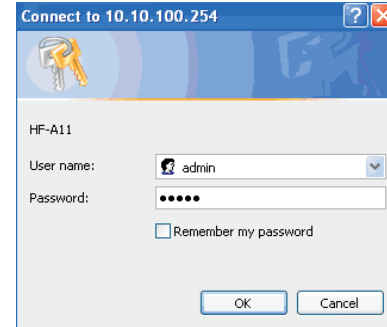 Connect to 10.10.100.254
HF-A11
User name:
admin
Password:
•••••
Remember my password
OK
Cancel